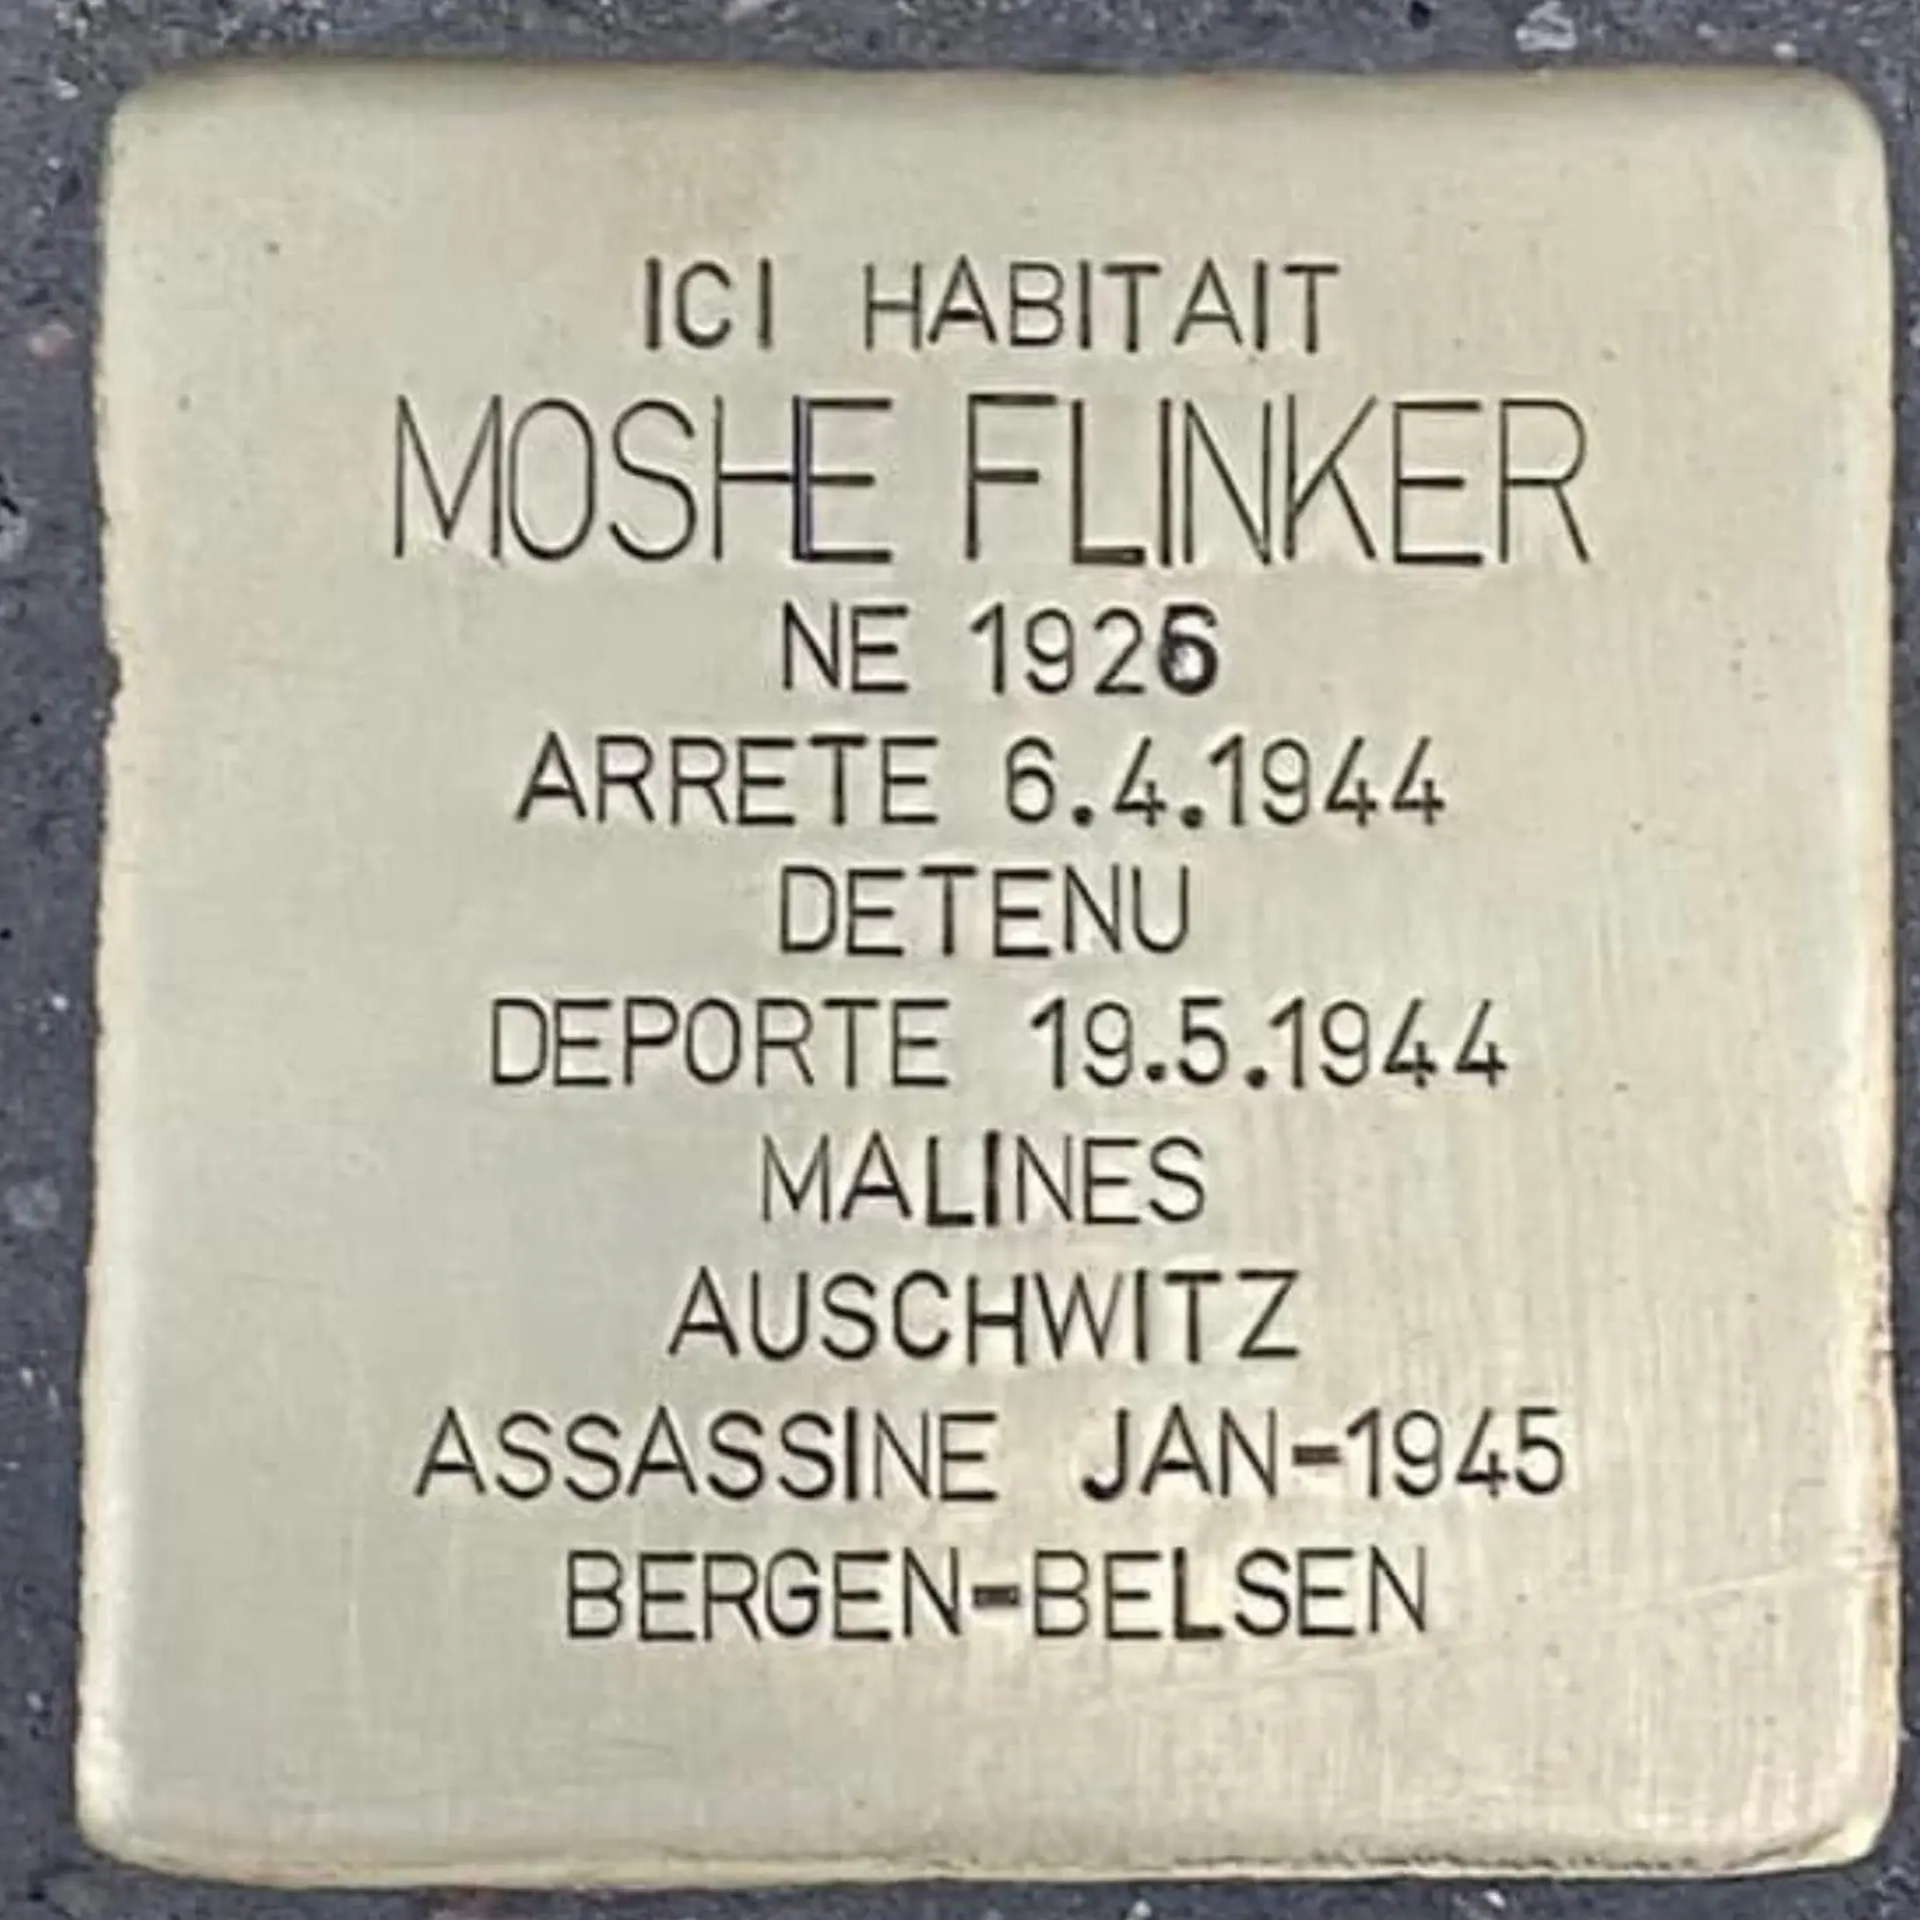 ICI HABITAIT
MOSHE FLINKER
NE 1926
ARRETE 6.4.1944
DETENU
DEPORTE 19.5.1944
MALINES
AUSCHWITZ
ASSASSINE JAN-1945
BERGEN-BELSEN